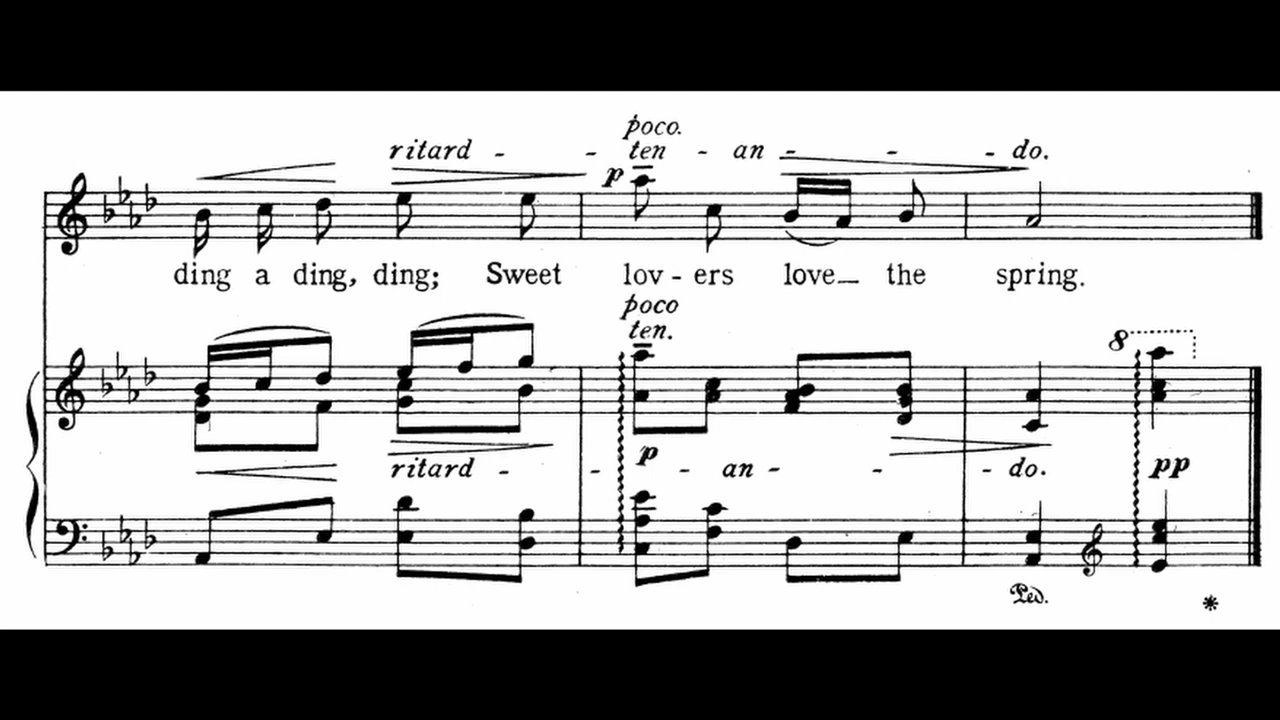 poco.
ritard - - ten - an - - - do.
p
ding a ding, ding; Sweet lov - ers love the spring.
poco
ten.
8
p
ritard - - - an - - - do. pp
Ped. *